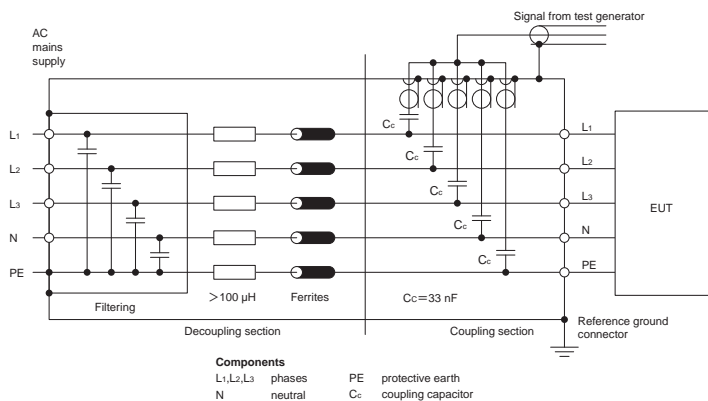 Signal from test generator
AC
mains
supply
L1
L2
L3
N
PE
Cc
Cc
Cc
Cc
Cc
L1
L2
L3
N
PE
EUT
Filtering
>100 µH
Ferrites
Cc=33 nF
Decoupling section
Coupling section
Reference ground
connector
Components
L1,L2,L3 phases PE protective earth
N neutral Cc coupling capacitor